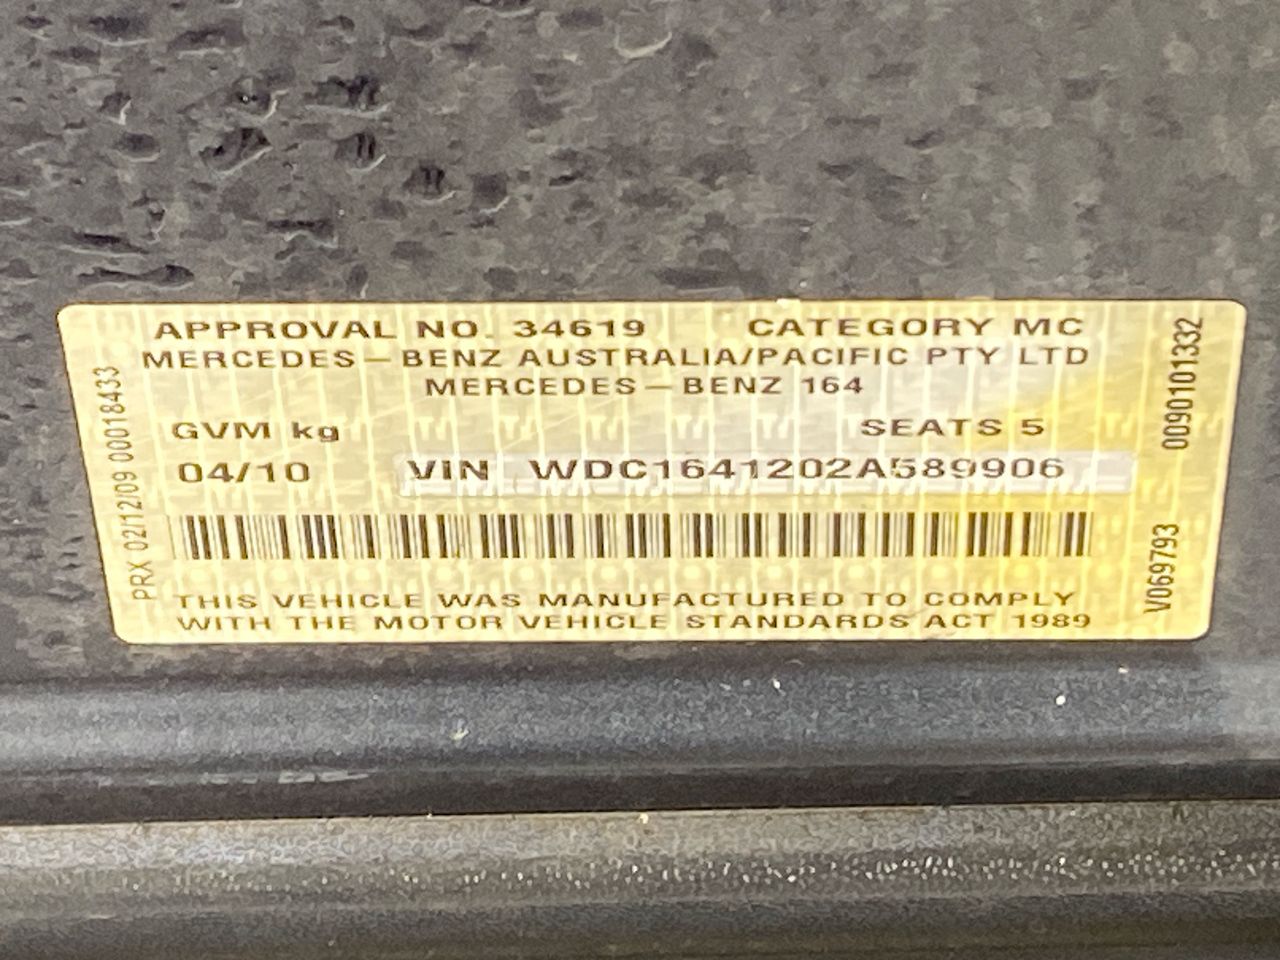 APPROVAL NO. 34619 CATEGORY MC
MERCEDES-BENZ AUSTRALIA/PACIFIC PTY LTD
MERCEDES-BENZ 164
GVM kg SEATS 5
04/10 VIN WDC1641202A589906
THIS VEHICLE WAS MANUFACTURED TO COMPLY
WITH THE MOTOR VEHICLE STANDARDS ACT 1989
PRX 02/12/09 00018433
V069793 0090101332